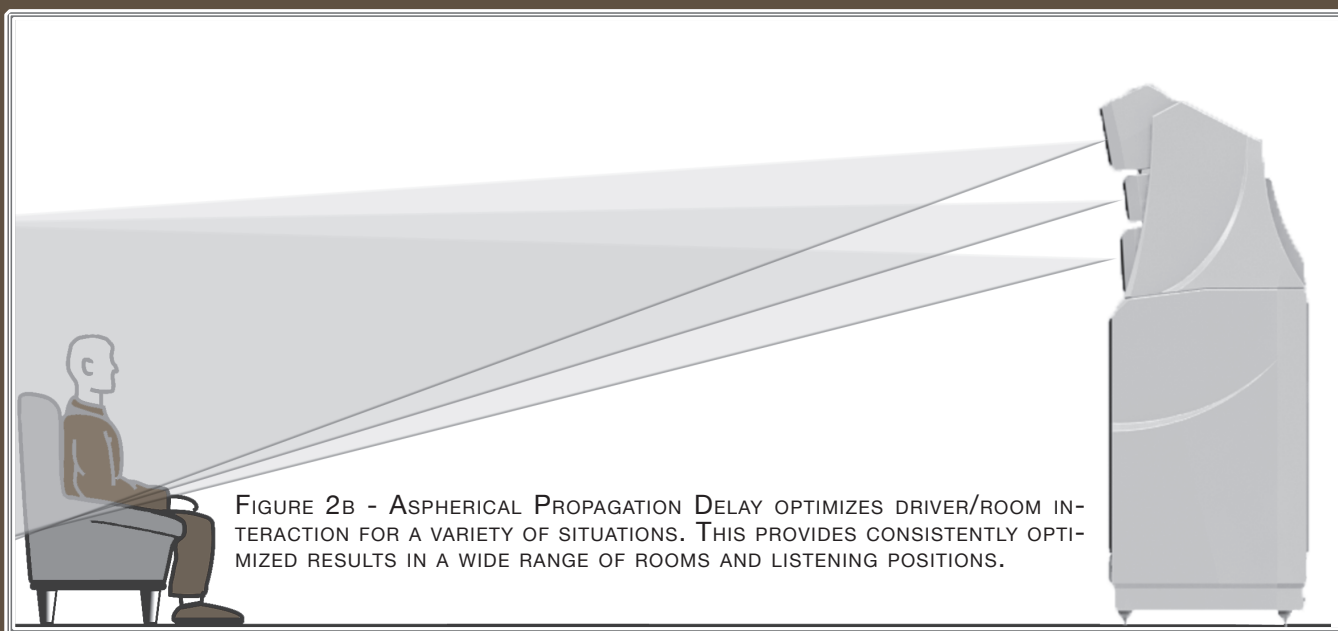 FIGURE 2B - ASPHERICAL PROPAGATION DELAY OPTIMIZES DRIVER/ROOM IN-
TERACTION FOR A VARIETY OF SITUATIONS. THIS PROVIDES CONSISTENTLY OPTI-
MIZED RESULTS IN A WIDE RANGE OF ROOMS AND LISTENING POSITIONS.